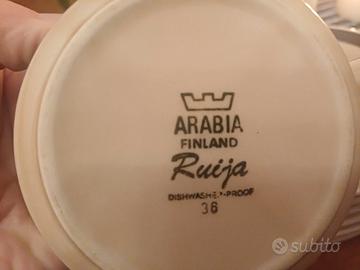 ARABIA
FINLAND
Ruija
DISHWASHER-PROOF
36
subito